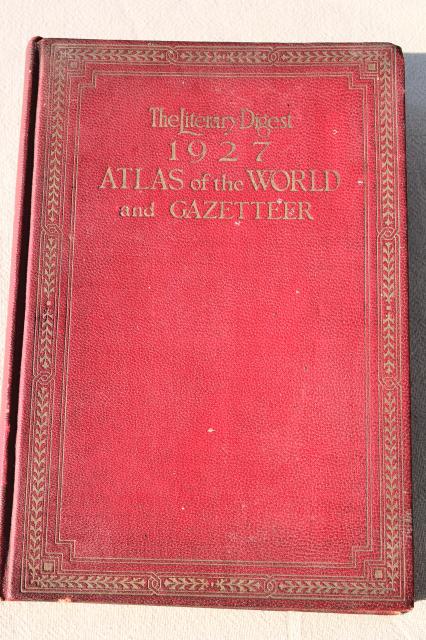 The Literary Digest
1927
ATLAS of the WORLD
and GAZETTEER